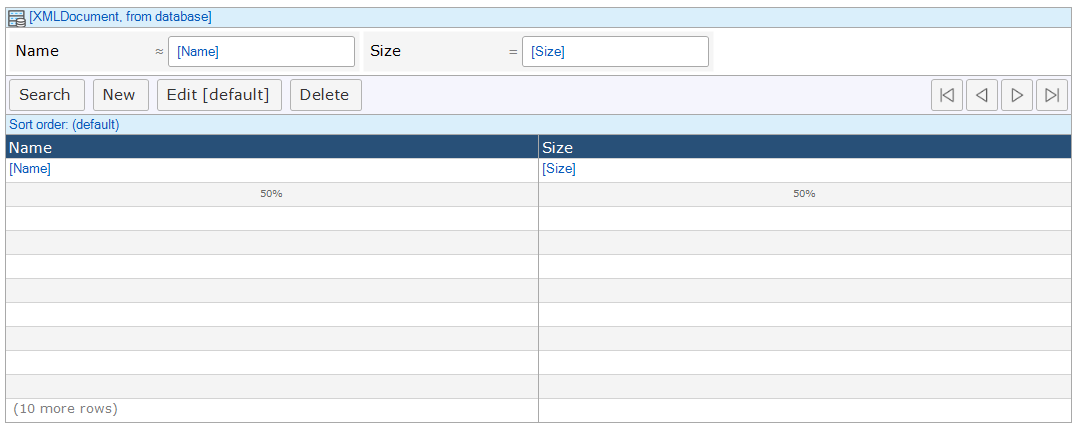 [XMLDocument, from database]
Name ≈ [Name] Size = [Size]
Search New Edit [default] Delete
Sort order: (default)
Name Size
[Name] [Size]
50% 50%
(10 more rows)